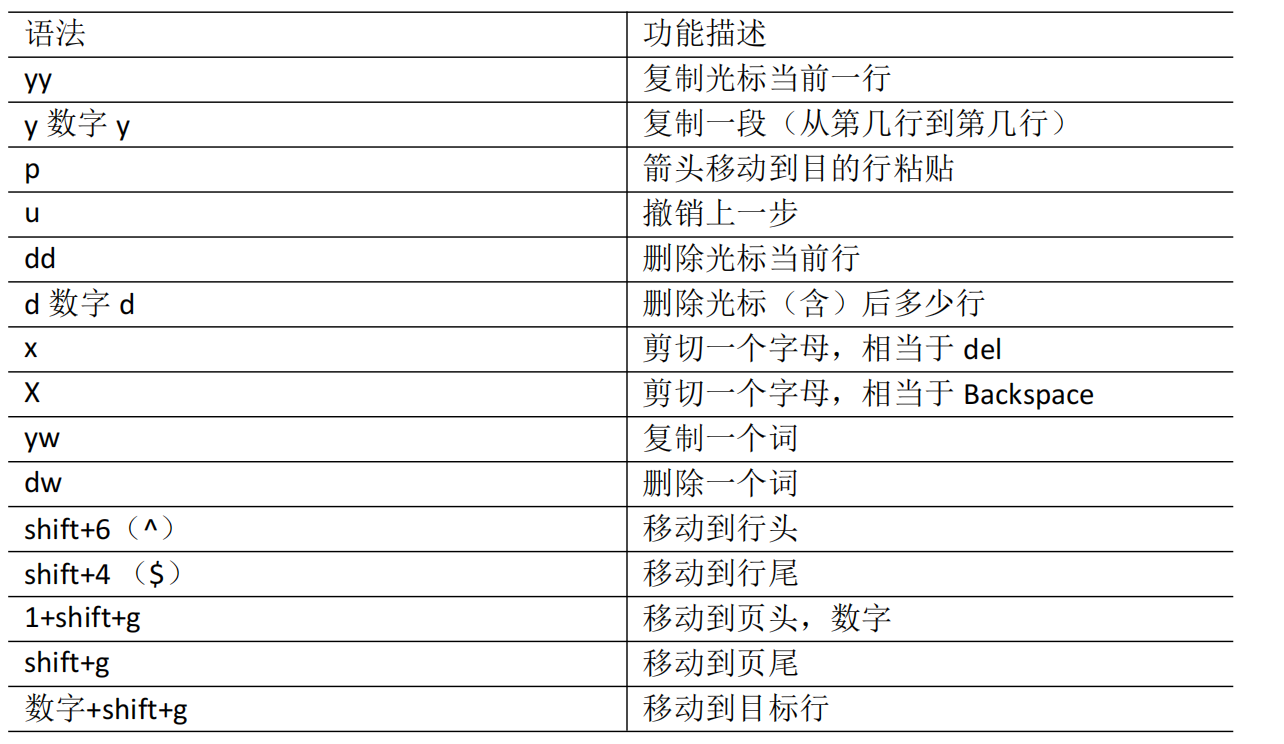 语法 功能描述
yy 复制光标当前一行
y 数字 y 复制一段（从第几行到第几行）
p 箭头移动到目的行粘贴
u 撤销上一步
dd 删除光标当前行
d 数字 d 删除光标（含）后多少行
x 剪切一个字母，相当于 del
X 剪切一个字母，相当于 Backspace
yw 复制一个词
dw 删除一个词
shift+6（^） 移动到行头
shift+4 （$） 移动到行尾
1+shift+g 移动到页头，数字
shift+g 移动到页尾
数字+shift+g 移动到目标行